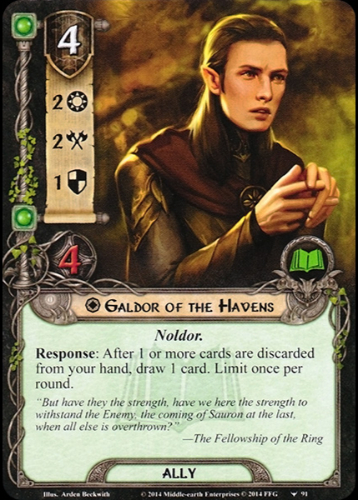 4
2
2
1
4
Galdor of the Havens
Noldor.
Response: After 1 or more cards are discarded
from your hand, draw 1 card. Limit once per
round.
"But have they the strength, have we here the strength to
withstand the Enemy, the coming of Sauron at the last,
when all else is overthrown?"
—The Fellowship of the Ring
ALLY
Illus. Arden Beckwith © 2014 Middle-earth Enterprises © 2014 FFG 91